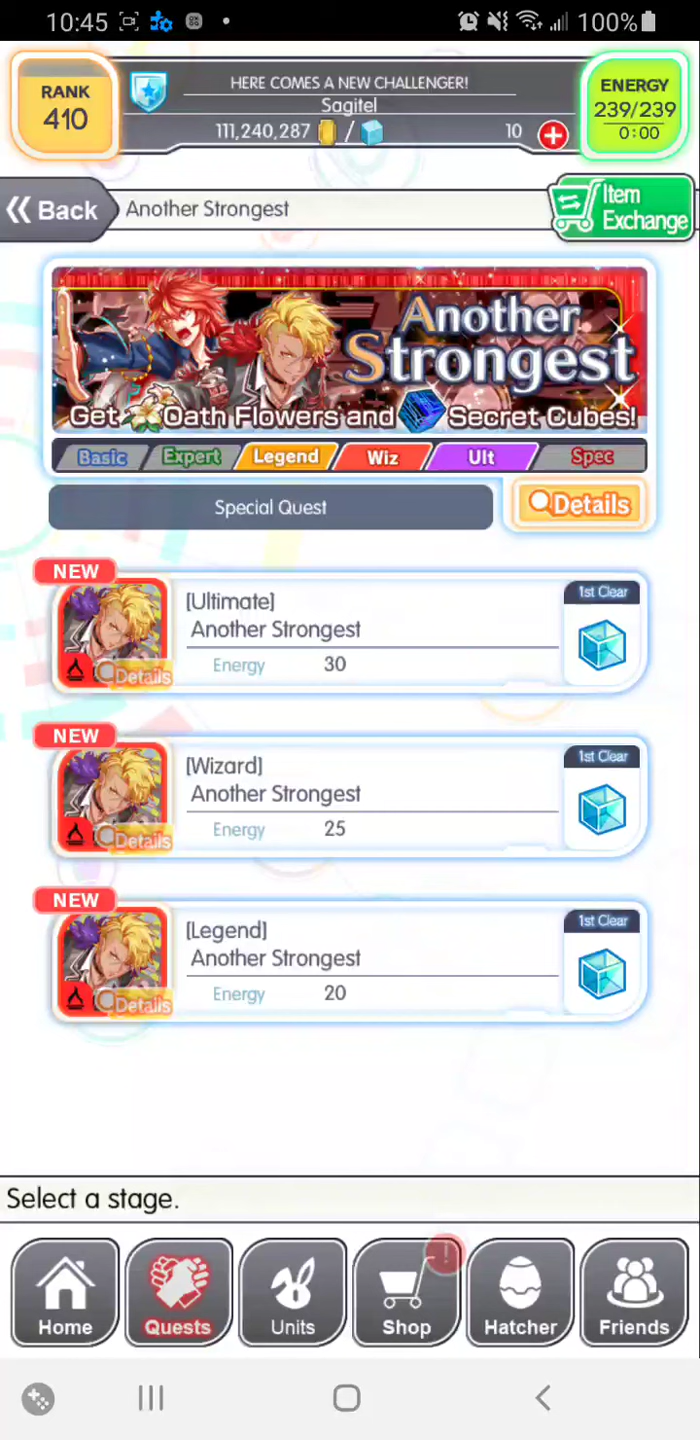 10:45 100%
RANK
410
HERE COMES A NEW CHALLENGER!
Sagitel
111,240,287 / 10
ENERGY
239/239
0:00
Back
Another Strongest
Item
Exchange
Another
Strongest
Get Oath Flowers and Secret Cubes!
Basic Expert Legend Wiz Ult Spec
Special Quest
Details
NEW
[Ultimate]
Another Strongest
Energy 30
Details
1st Clear
NEW
[Wizard]
Another Strongest
Energy 25
Details
1st Clear
NEW
[Legend]
Another Strongest
Energy 20
Details
1st Clear
Select a stage.
Home Quests Units Shop Hatcher Friends